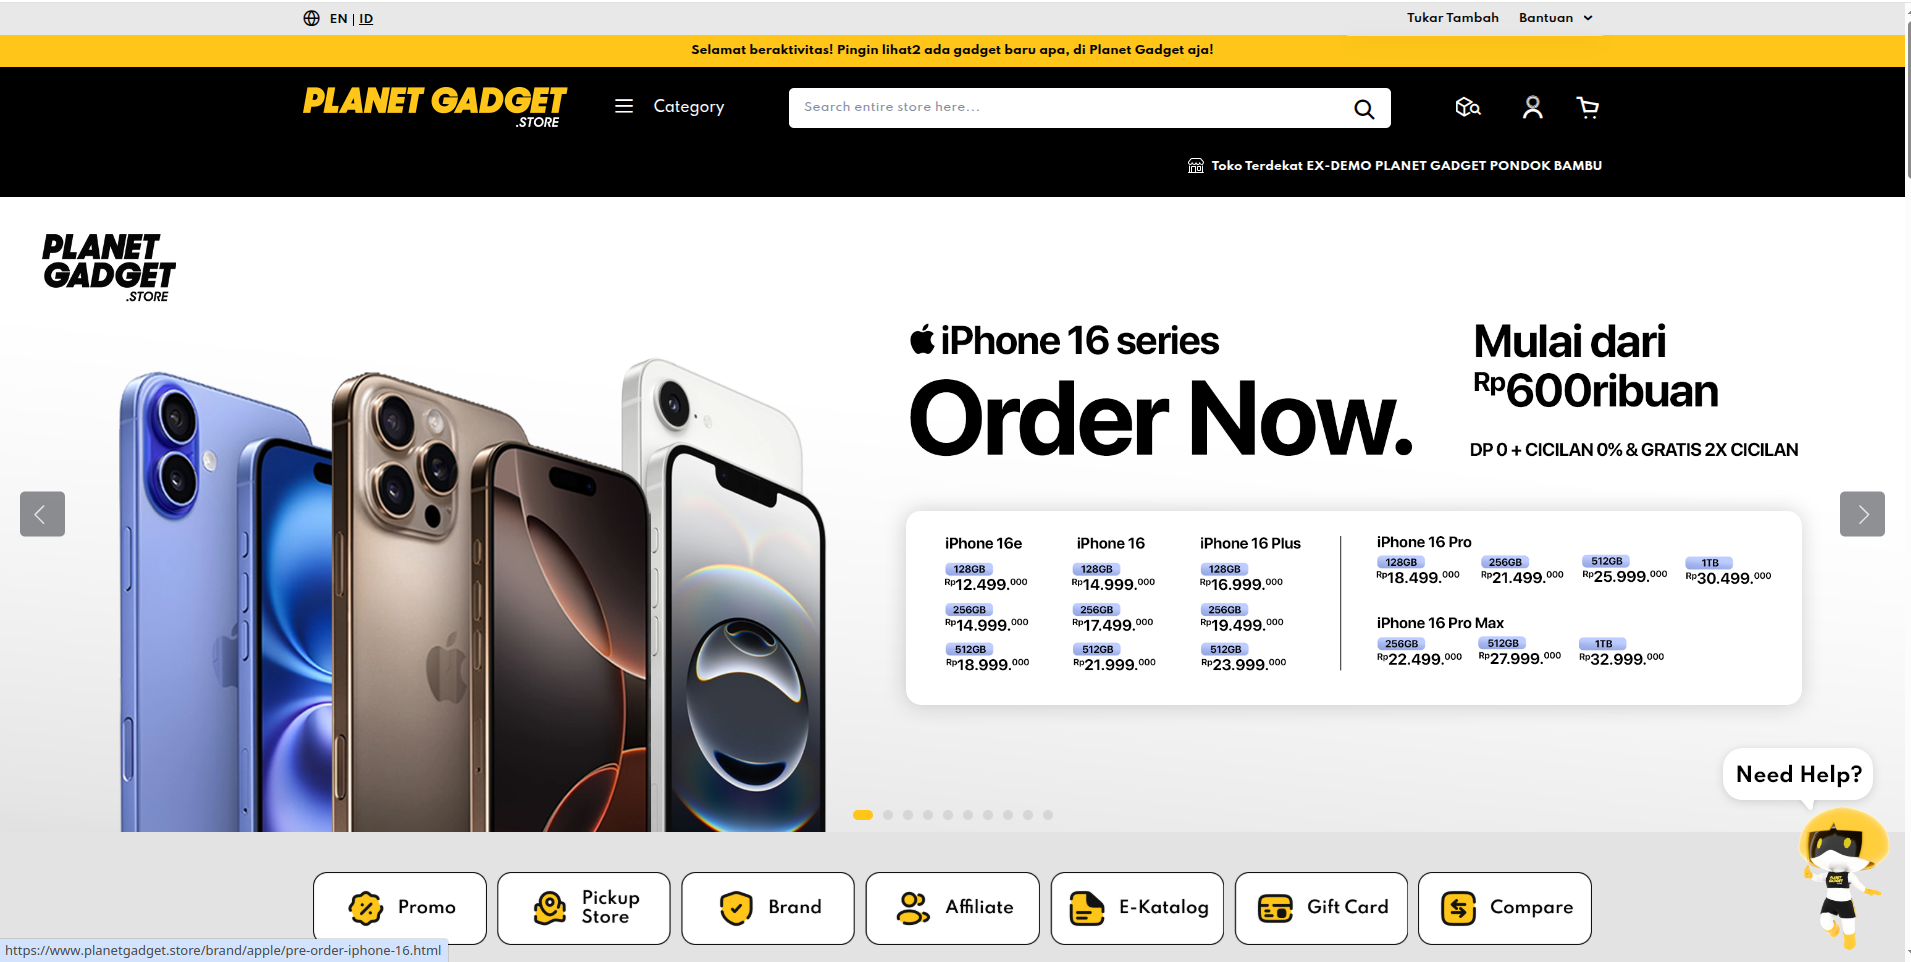 EN | ID
Tukar Tambah
Bantuan
Selamat beraktivitas! Pingin lihat2 ada gadget baru apa, di Planet Gadget aja!
PLANET GADGET
.STORE
Category
Search entire store here...
Toko Terdekat EX-DEMO PLANET GADGET PONDOK BAMBU
PLANET
GADGET
.STORE
iPhone 16 series
Order Now.
Mulai dari
Rp600ribuan
DP 0 + CICILAN 0% & GRATIS 2X CICILAN
iPhone 16e
128GB
Rp12.499.000
256GB
Rp14.999.000
512GB
Rp18.999.000
iPhone 16
128GB
Rp14.999.000
256GB
Rp17.499.000
512GB
Rp21.999.000
iPhone 16 Plus
128GB
Rp16.999.000
256GB
Rp19.499.000
512GB
Rp23.999.000
iPhone 16 Pro
128GB 256GB 512GB 1TB
Rp18.499.000 Rp21.499.000 Rp25.999.000 Rp30.499.000
iPhone 16 Pro Max
256GB 512GB 1TB
Rp22.499.000 Rp27.999.000 Rp32.999.000
Need Help?
PLANET
GADGET
Promo
Pickup
Store
Brand
Affiliate
E-Katalog
Gift Card
Compare
https://www.planetgadget.store/brand/apple/pre-order-iphone-16.html